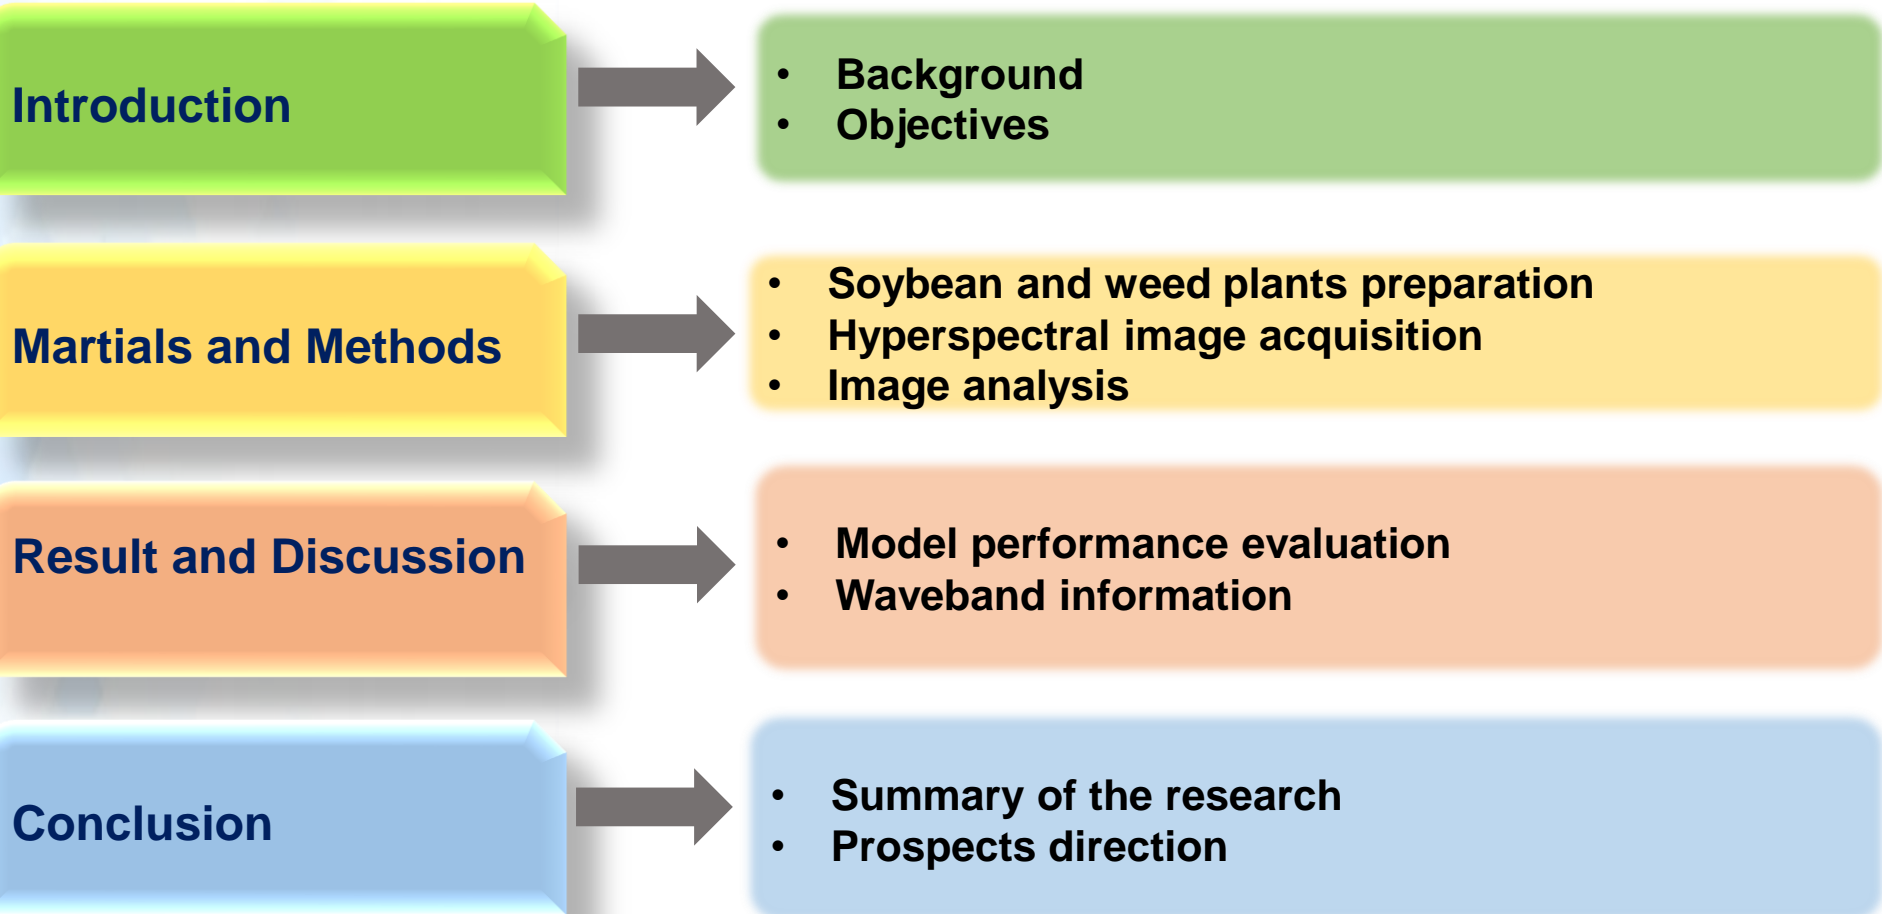 Introduction
• Background
• Objectives
Martials and Methods
• Soybean and weed plants preparation
• Hyperspectral image acquisition
• Image analysis
Result and Discussion
• Model performance evaluation
• Waveband information
Conclusion
• Summary of the research
• Prospects direction